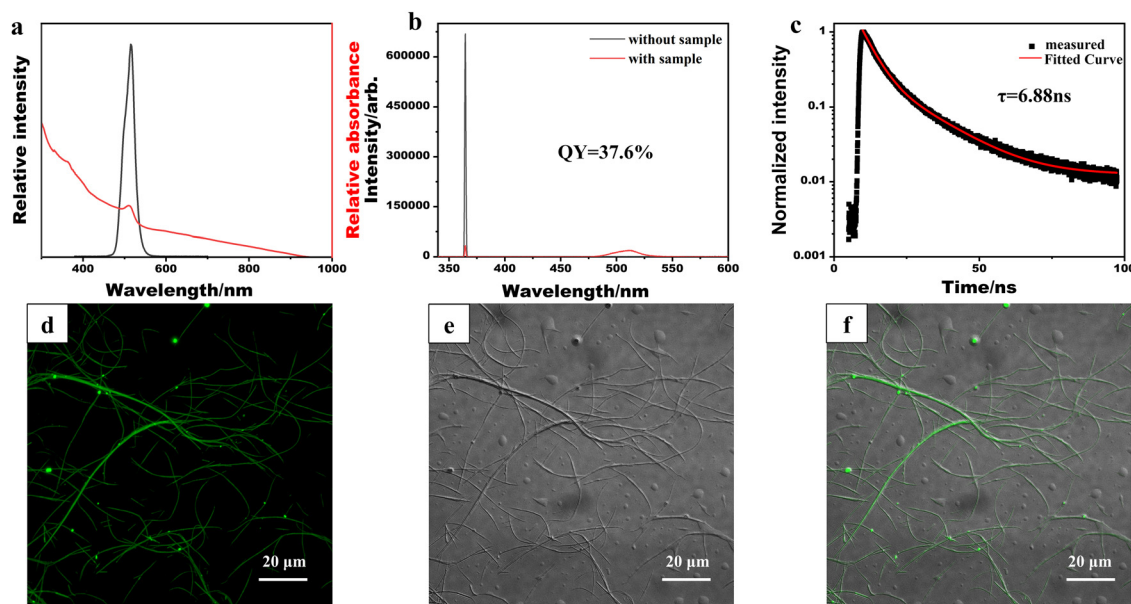 a
Relative intensity
400
600
800
1000
Wavelength/nm
Relative absorbance
b
Intensity/arb.
600000
450000
300000
150000
0
350
400
450
500
550
600
Wavelength/nm
without sample
with sample
QY=37.6%
c
Normalized intensity
1
0.1
0.01
0.001
0
50
100
Time/ns
measured
Fitted Curve
τ=6.88ns
d
20 μm
e
20 μm
f
20 μm